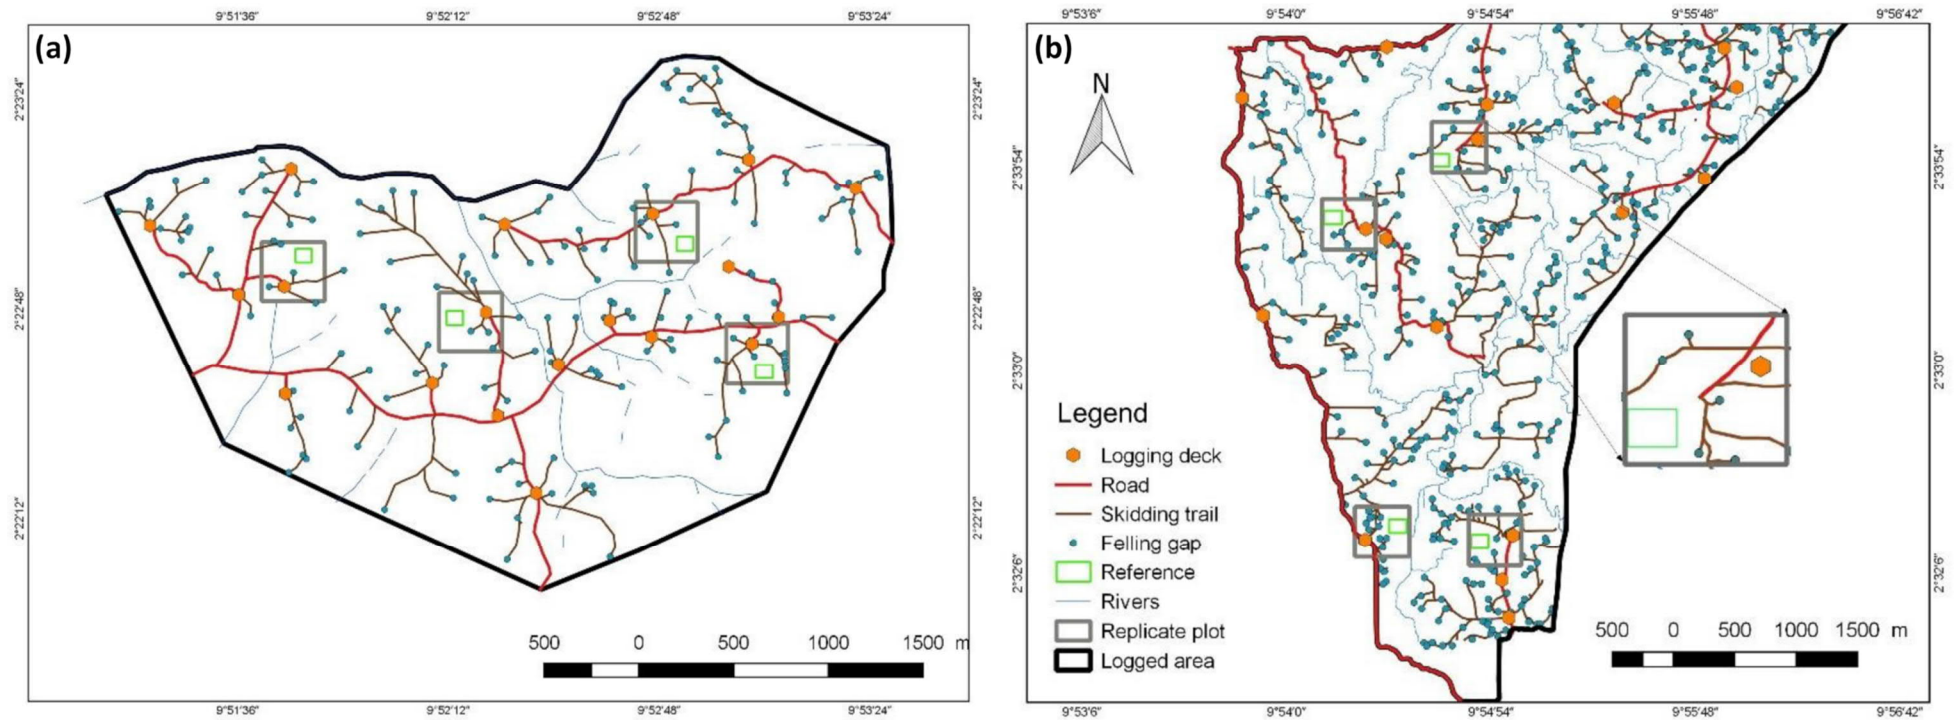 (a)
9°51'36"
9°52'12"
9°52'48"
9°53'24"
2°23'24"
2°22'48"
2°22'12"
2°23'24"
2°22'48"
2°22'12"
500 0 500 1000 1500 m
9°51'36"
9°52'12"
9°52'48"
9°53'24"
(b)
9°53'6"
9°54'0"
9°54'54"
9°55'48"
9°56'42"
N
2°33'54"
2°33'0"
2°32'6"
2°33'54"
2°33'0"
2°32'6"
Legend
Logging deck
Road
Skidding trail
Felling gap
Reference
Rivers
Replicate plot
Logged area
500 0 500 1000 1500 m
9°53'6"
9°54'0"
9°54'54"
9°55'48"
9°56'42"